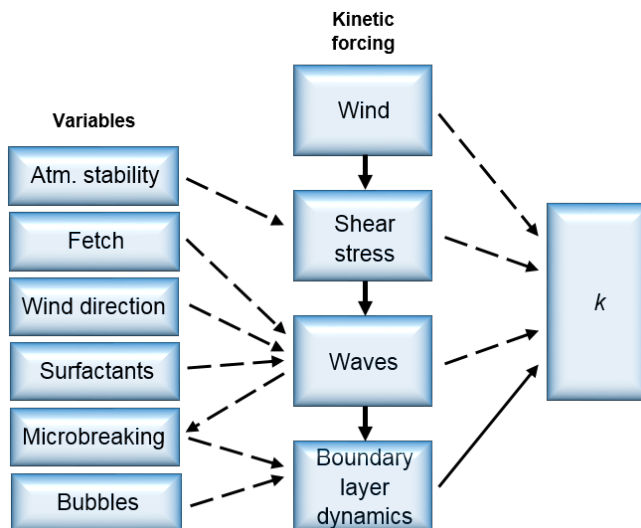 Kinetic
forcing
Variables
Wind
Atm. stability
Shear
stress
Fetch
Wind direction
k
Surfactants
Waves
Microbreaking
Boundary
layer
dynamics
Bubbles